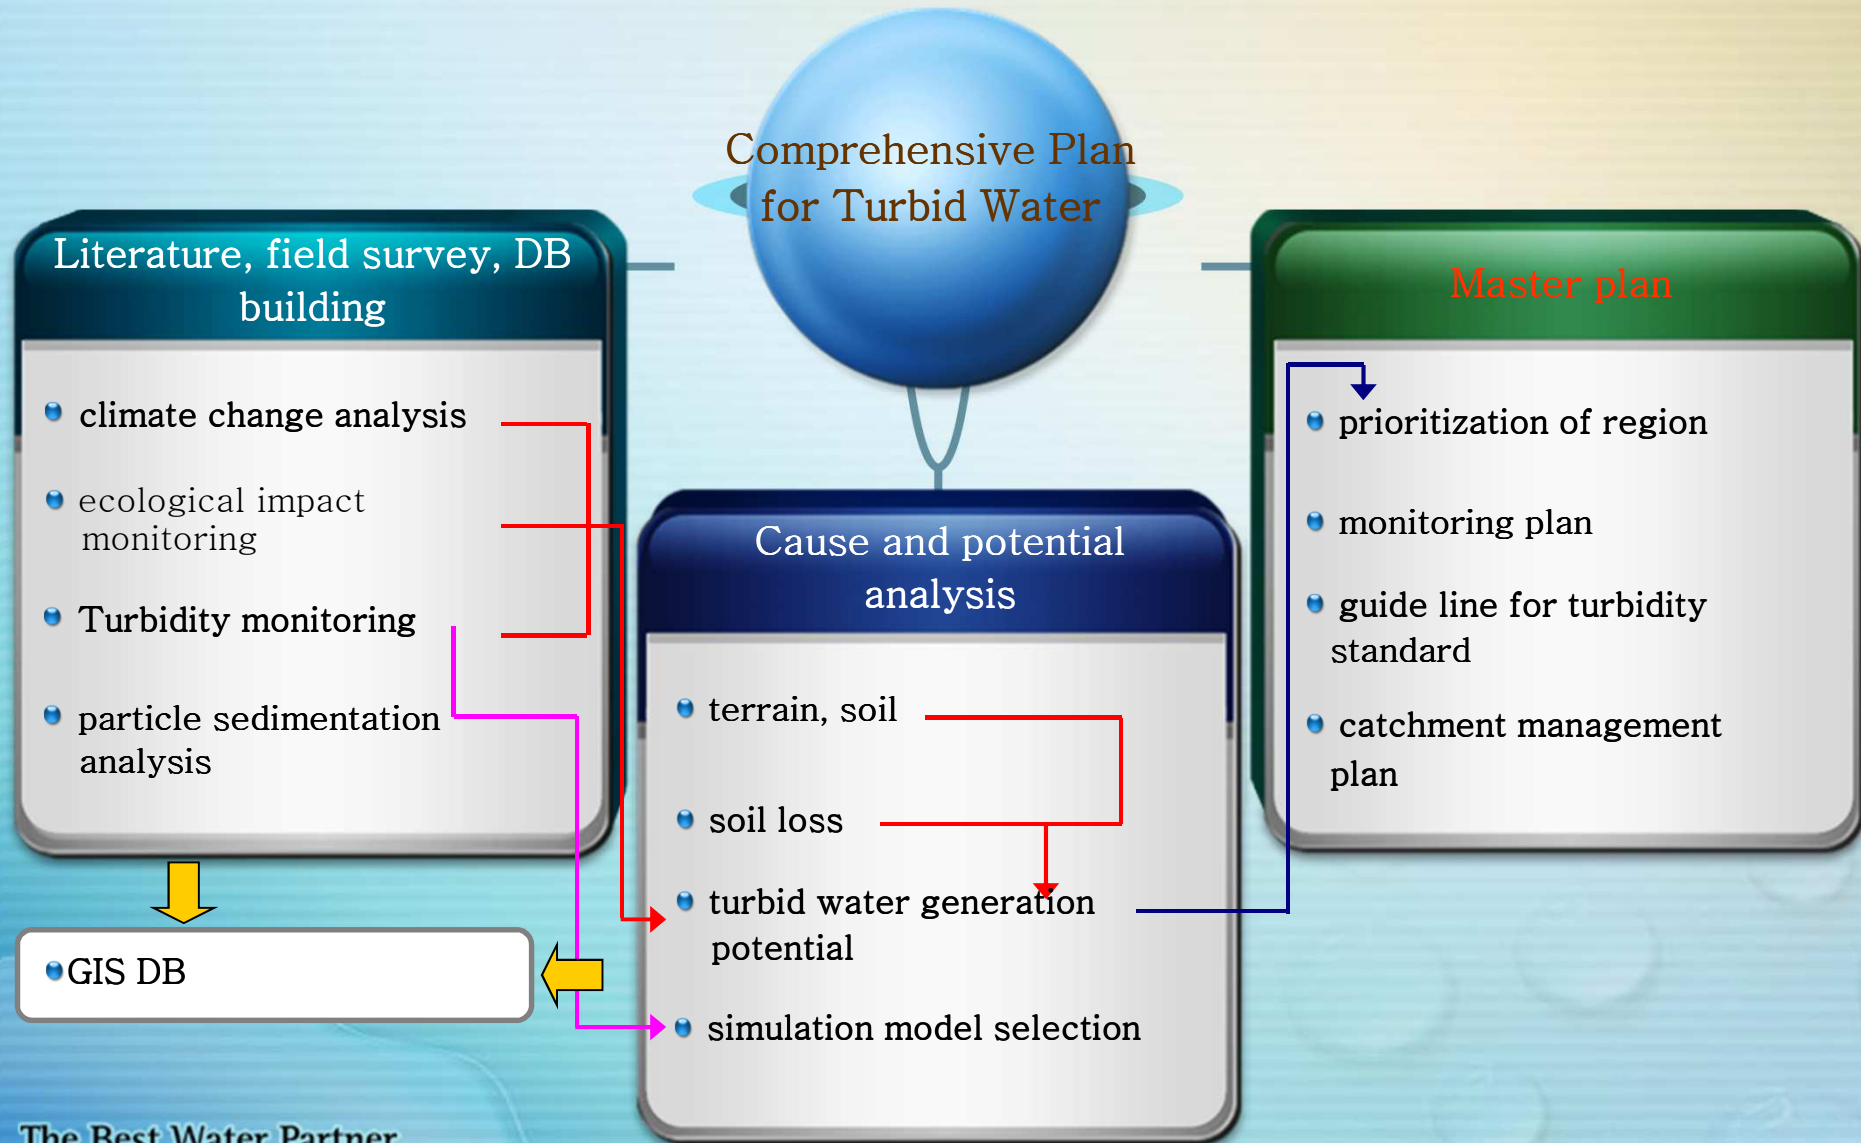 Comprehensive Plan
for Turbid Water
Literature, field survey, DB
building
climate change analysis
ecological impact
monitoring
Turbidity monitoring
particle sedimentation
analysis
GIS DB
Cause and potential
analysis
terrain, soil
soil loss
turbid water generation
potential
simulation model selection
Master plan
prioritization of region
monitoring plan
guide line for turbidity
standard
catchment management
plan
The Best Water Partner